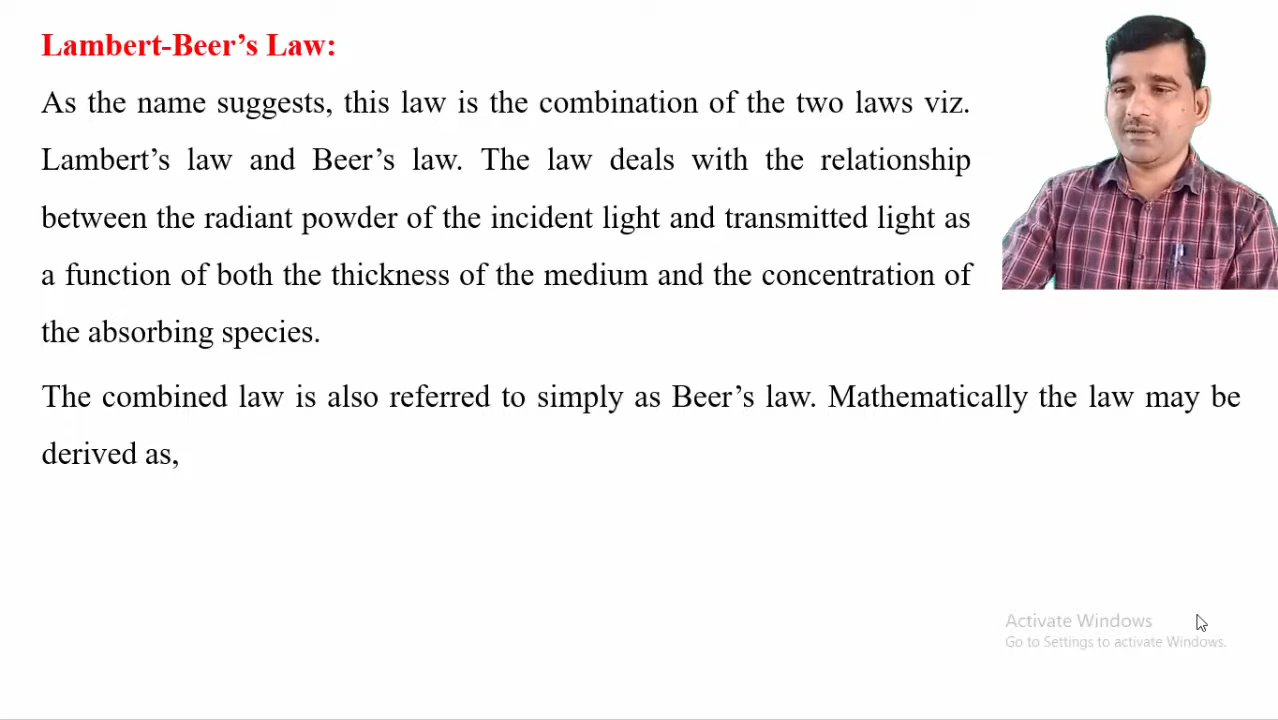 Lambert-Beer’s Law:
As the name suggests, this law is the combination of the two laws viz.
Lambert’s law and Beer’s law. The law deals with the relationship
between the radiant powder of the incident light and transmitted light as
a function of both the thickness of the medium and the concentration of
the absorbing species.
The combined law is also referred to simply as Beer’s law. Mathematically the law may be
derived as,
Activate Windows
Go to Settings to activate Windows.